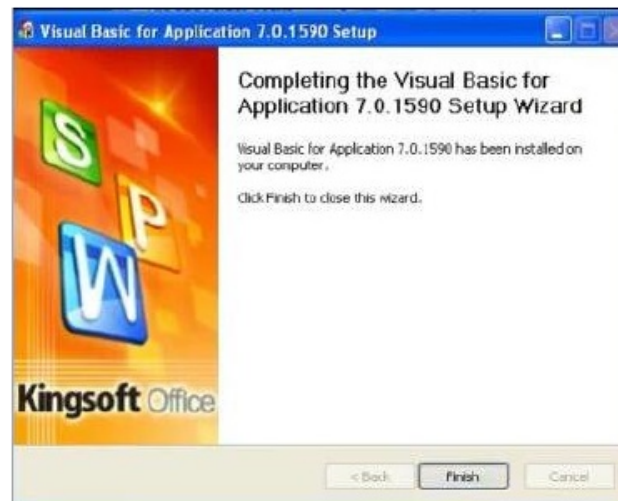 Visual Basic for Application 7.0.1590 Setup
Completing the Visual Basic for
Application 7.0.1590 Setup Wizard
Visual Basic for Application 7.0.1590 has been installed on
your computer.
Click Finish to close this wizard.
S
P
W
Kingsoft Office
< Back
Finish
Cancel